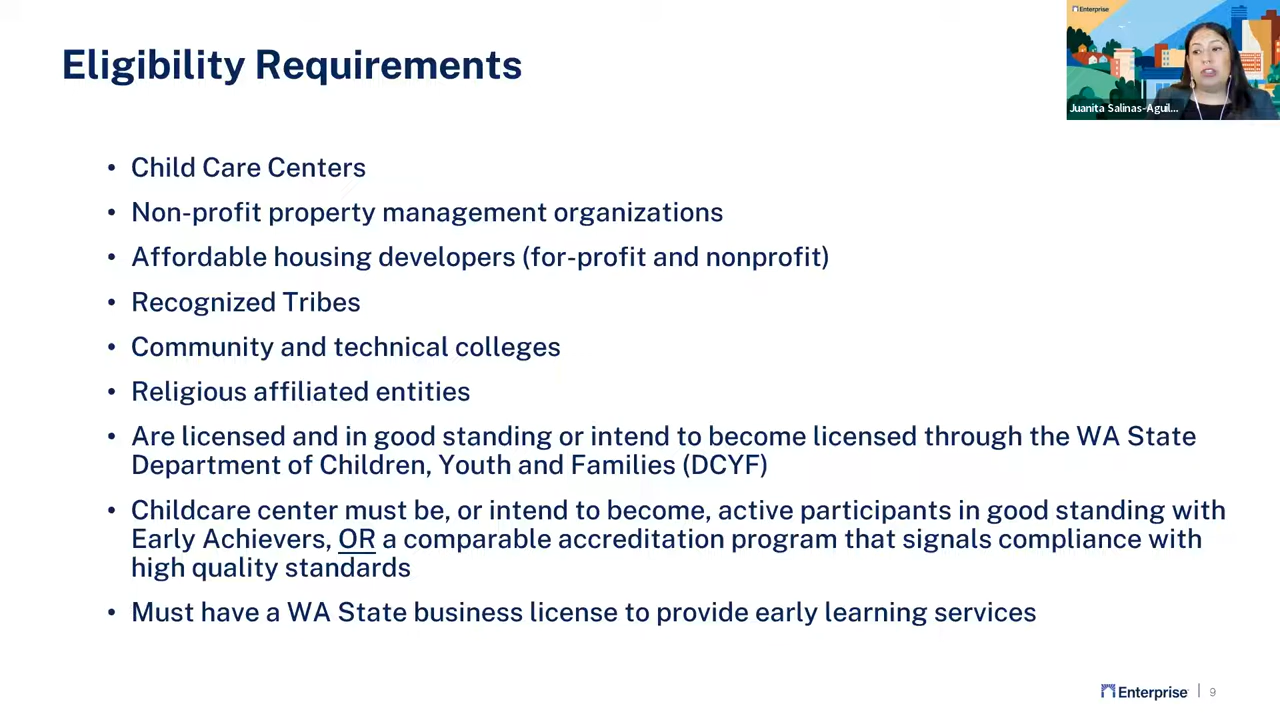 Enterprise
Eligibility Requirements
Juanita Salinas-Aguil...
• Child Care Centers
• Non-profit property management organizations
• Affordable housing developers (for-profit and nonprofit)
• Recognized Tribes
• Community and technical colleges
• Religious affiliated entities
• Are licensed and in good standing or intend to become licensed through the WA State
Department of Children, Youth and Families (DCYF)
• Childcare center must be, or intend to become, active participants in good standing with
Early Achievers, OR a comparable accreditation program that signals compliance with
high quality standards
• Must have a WA State business license to provide early learning services
Enterprise | 9